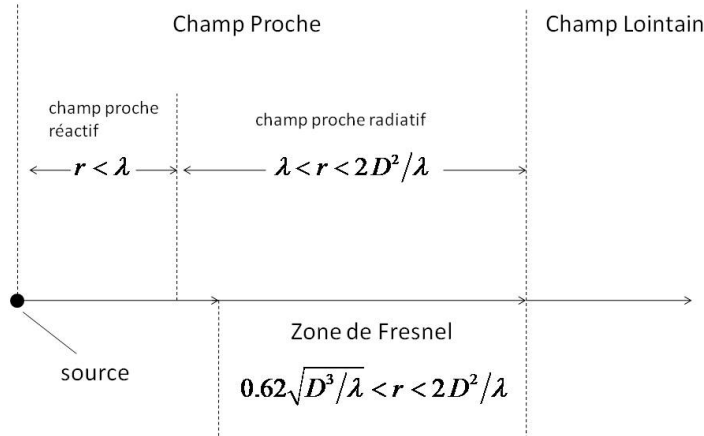 Champ Proche
Champ Lointain
champ proche
réactif
champ proche radiatif
r < λ
λ < r < 2D²/λ
Zone de Fresnel
source
0.62√(D³/λ) < r < 2D²/λ